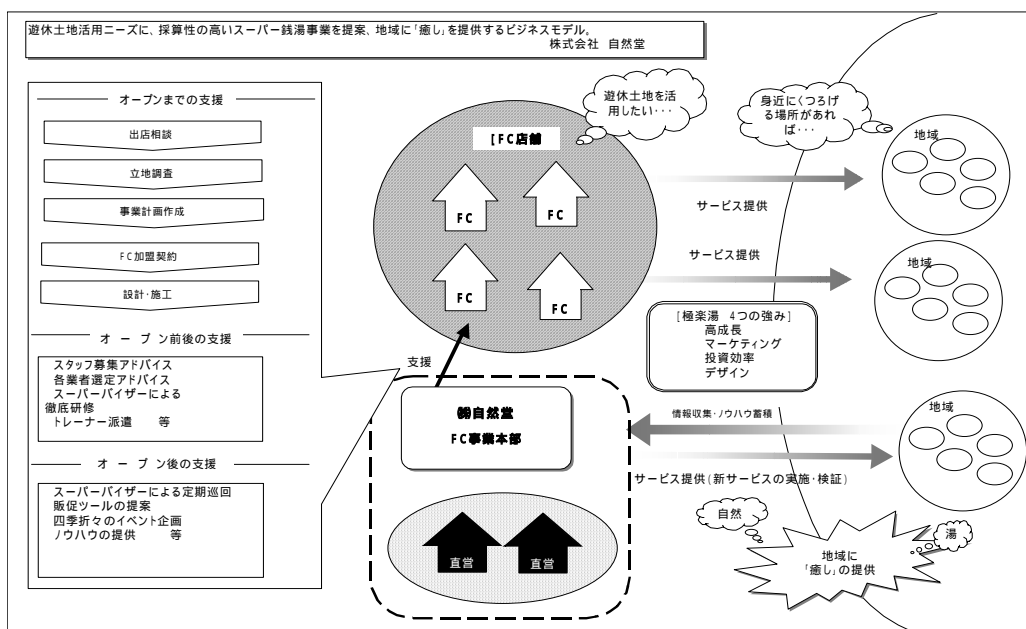 遊休土地活用ニーズに、採算性の高いスーパー銭湯事業を提案、地域に「癒し」を提供するビジネスモデル。
株式会社 自然堂
オープンまでの支援
出店相談
立地調査
事業計画作成
FC加盟契約
設計・施工
オープン前後の支援
スタッフ募集アドバイス
各業者選定アドバイス
スーパーバイザーによる
徹底研修
トレーナー派遣 等
オープン後の支援
スーパーバイザーによる定期巡回
販促ツールの提案
四季折々のイベント企画
ノウハウの提供 等
遊休土地を活
用したい・・・
[FC店舗
FC
FC
FC
FC
支援
㈱自然堂
FC事業本部
直営
直営
身近にくつろげ
る場所があれ
ば・・・
地域
サービス提供
地域
サービス提供
[極楽湯 4つの強み]
高成長
マーケティング
投資効率
デザイン
地域
情報収集・ノウハウ蓄積
サービス提供(新サービスの実施・検証)
自然
湯
地域に
「癒し」の提供